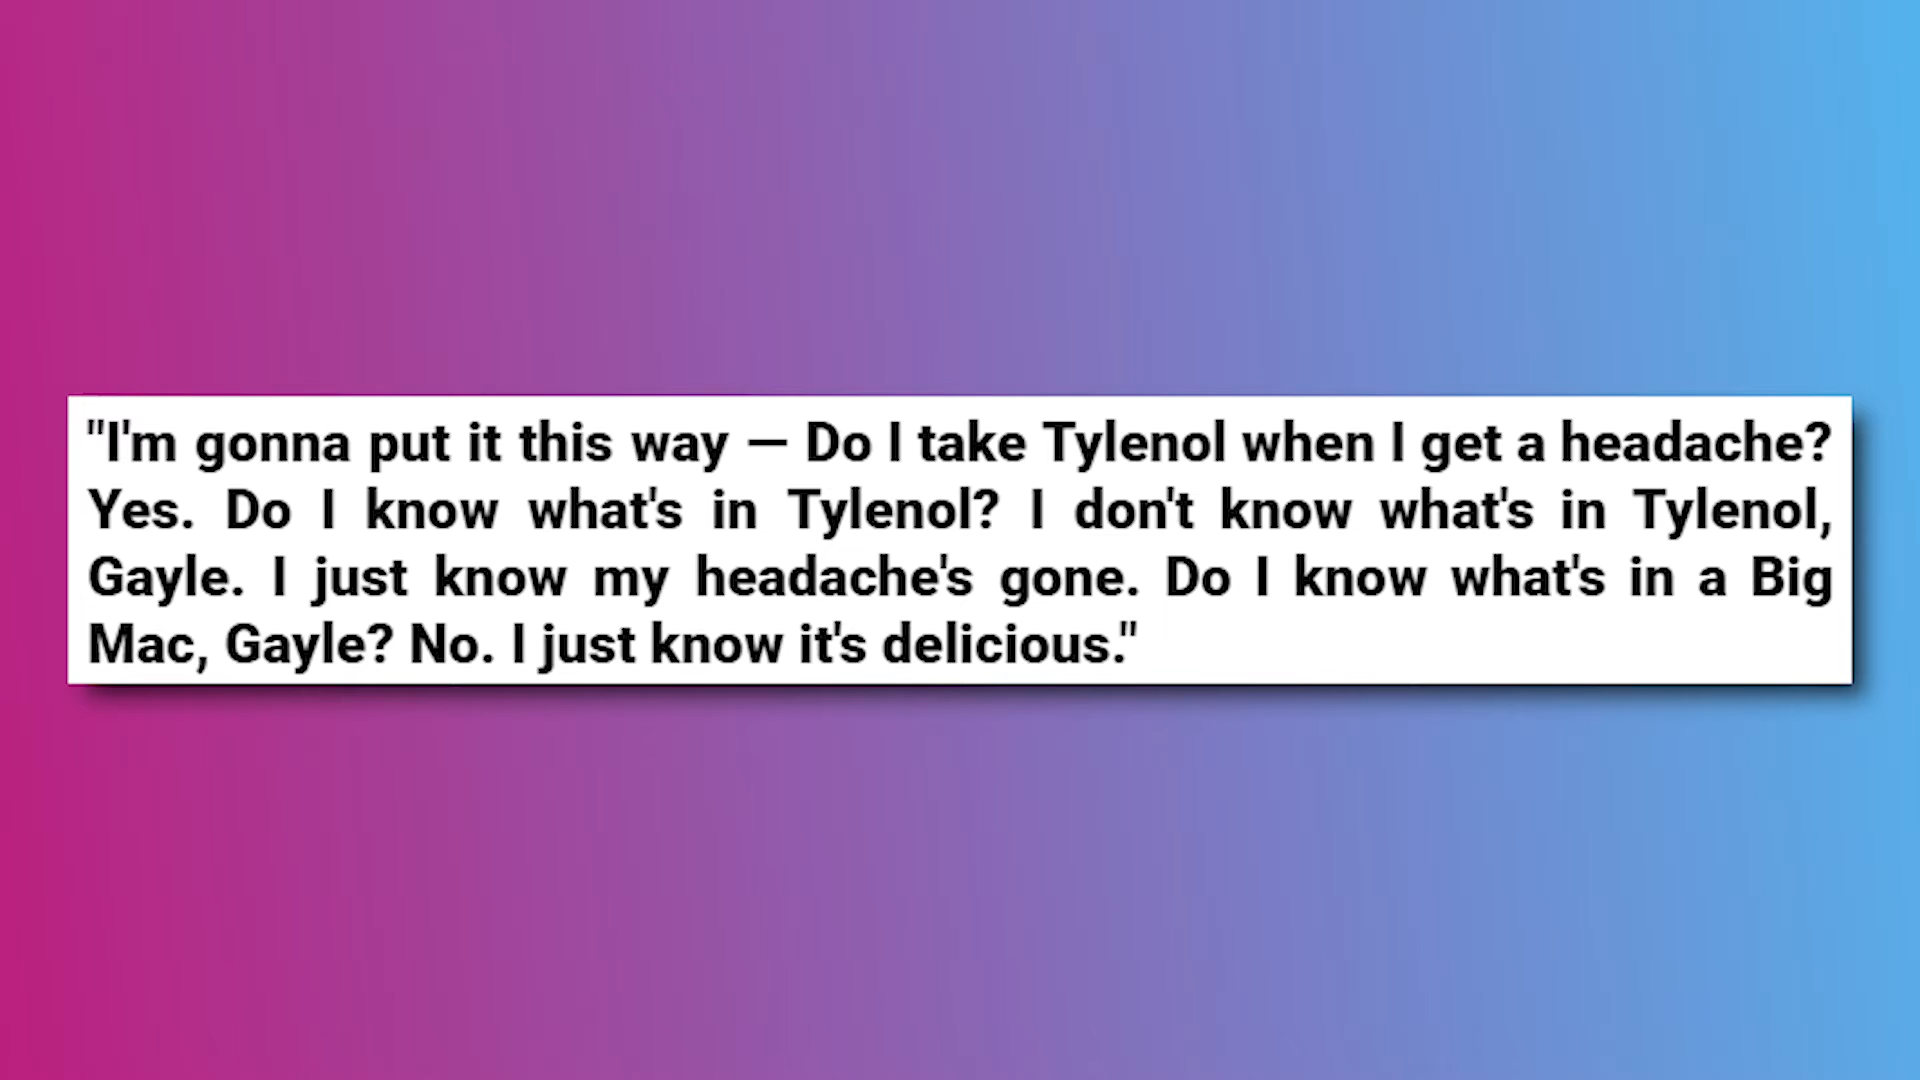 "I'm gonna put it this way — Do I take Tylenol when I get a headache?
Yes. Do I know what's in Tylenol? I don't know what's in Tylenol,
Gayle. I just know my headache's gone. Do I know what's in a Big
Mac, Gayle? No. I just know it's delicious."